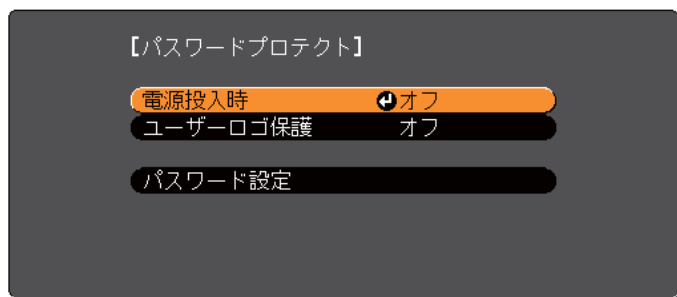 【パスワードプロテクト】
電源投入時 オフ
ユーザーロゴ保護 オフ
パスワード設定